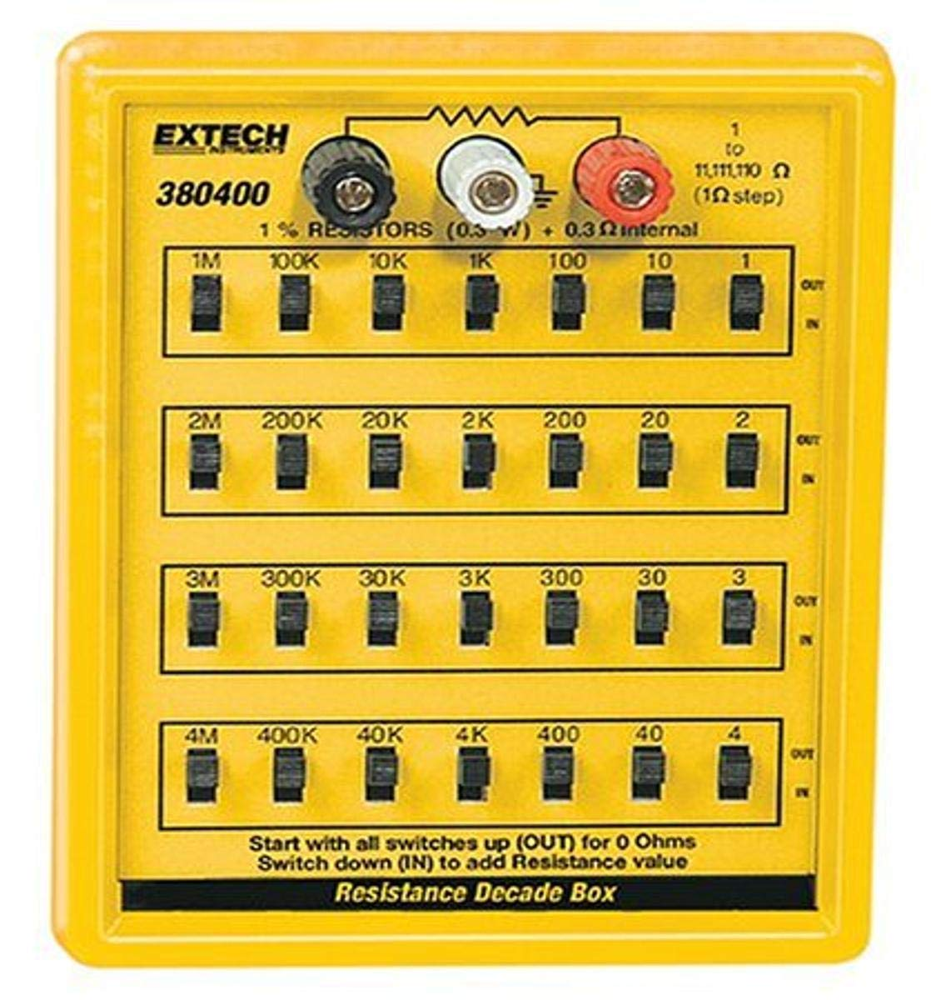 EXTECH
INSTRUMENTS
380400
1
to
11,111,110 Ω
(1Ω step)
1 % RESISTORS (0.3 W) + 0.3Ω Internal
1M 100K 10K 1K 100 10 1
OUT
IN
2M 200K 20K 2K 200 20 2
OUT
IN
3M 300K 30K 3K 300 30 3
OUT
IN
4M 400K 40K 4K 400 40 4
OUT
IN
Start with all switches up (OUT) for 0 Ohms
Switch down (IN) to add Resistance value
Resistance Decade Box